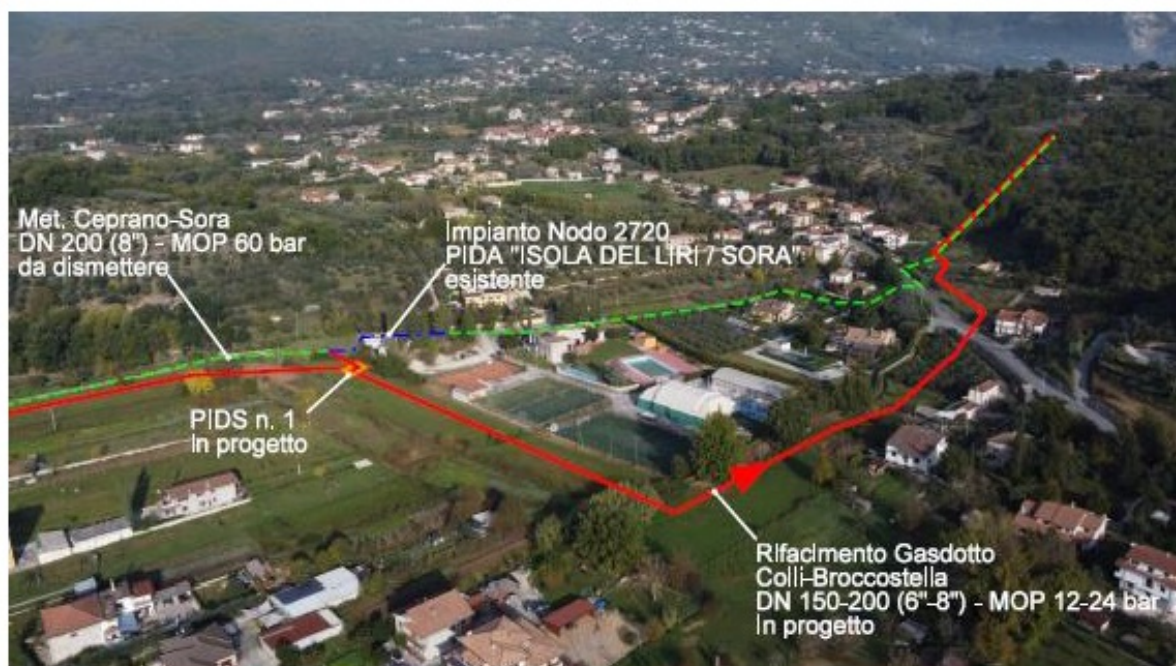 Met. Ceprano-Sora
DN 200 (8") - MOP 60 bar
da dismettere
Impianto Nodo 2720
PIDA "ISOLA DEL LIRI / SORA"
esistente
PIDS n. 1
In progetto
Rifacimento Gasdotto
Colli-Broccostella
DN 150-200 (6"-8") - MOP 12-24 bar
In progetto